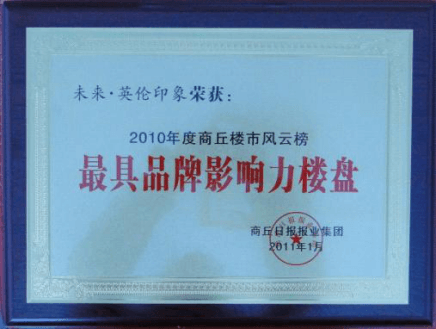 未来·英伦印象荣获：
2010年度商丘楼市风云榜
最具品牌影响力楼盘
商丘日报报业集团
2011年1月